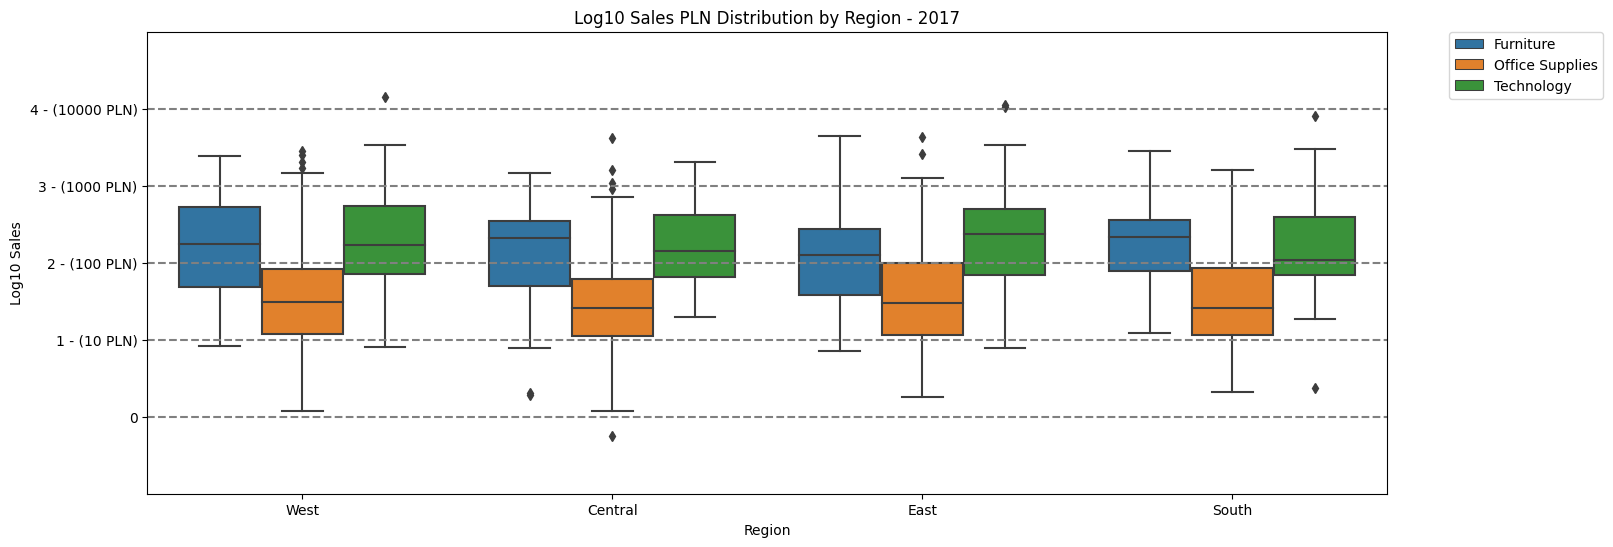 Log10 Sales PLN Distribution by Region - 2017
Furniture
Office Supplies
Technology
4 - (10000 PLN)
3 - (1000 PLN)
2 - (100 PLN)
1 - (10 PLN)
0
Log10 Sales
West
Central
East
South
Region